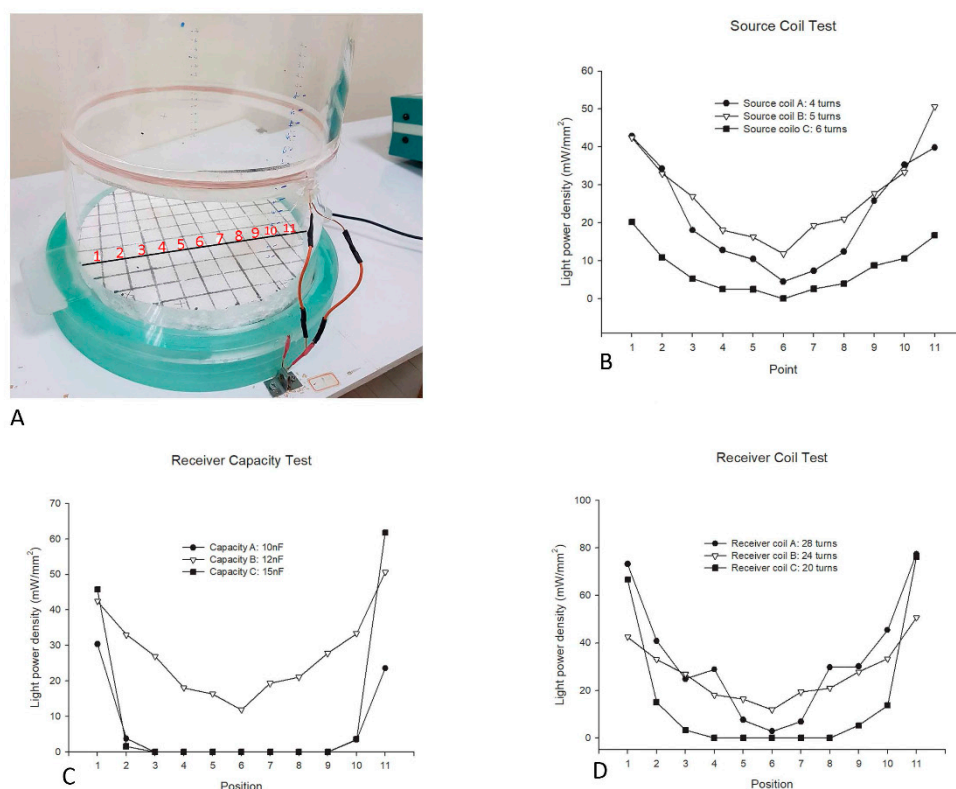 1 2 3 4 5 6 7 8 9 10 11
A
Source Coil Test
Source coil A: 4 turns
Source coil B: 5 turns
Source coilo C: 6 turns
Light power density (mW/mm²)
60
50
40
30
20
10
0
1 2 3 4 5 6 7 8 9 10 11
Point
B
Receiver Capacity Test
Capacity A: 10nF
Capacity B: 12nF
Capacity C: 15nF
Light power density (mW/mm²)
70
60
50
40
30
20
10
0
1 2 3 4 5 6 7 8 9 10 11
Position
C
Receiver Coil Test
Receiver coil A: 28 turns
Receiver coil B: 24 turns
Receiver coil C: 20 turns
Light power density (mW/mm²)
100
80
60
40
20
0
1 2 3 4 5 6 7 8 9 10 11
Position
D